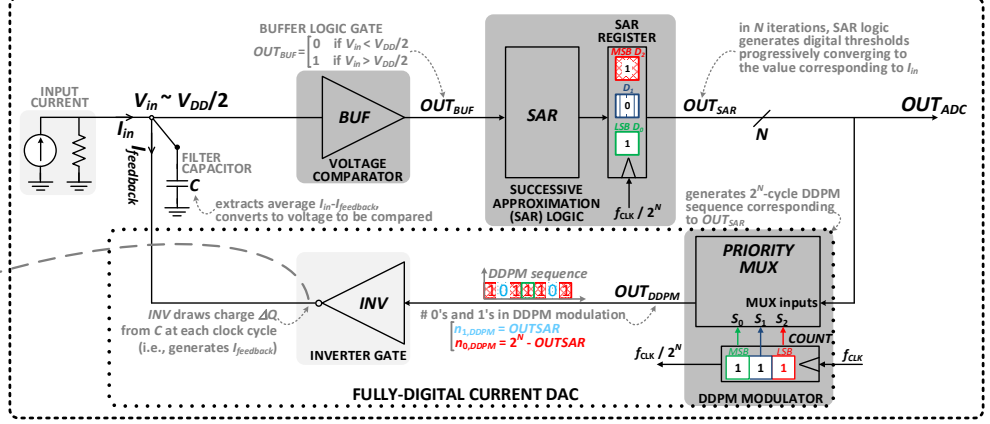 BUFFER LOGIC GATE
OUT_BUF = [0 if V_in < V_DD/2
1 if V_in > V_DD/2
SAR
REGISTER
MSB D_2
1
D_1
0
LSB D_0
1
in N iterations, SAR logic
generates digital thresholds
progressively converging to
the value corresponding to I_in
INPUT
CURRENT
V_in ~ V_DD/2
I_in
I_feedback
BUF
OUT_BUF
SAR
OUT_SAR
N
OUT_ADC
VOLTAGE
COMPARATOR
FILTER
CAPACITOR
C
extracts average I_in-I_feedback,
converts to voltage to be compared
SUCCESSIVE
APPROXIMATION
(SAR) LOGIC
f_CLK / 2^N
generates 2^N-cycle DDPM
sequence corresponding
to OUT_SAR
PRIORITY
MUX
MUX inputs
S_0 S_1 S_2
COUNT
DDPM sequence
1 0 1 1 1 0 1
OUT_DDPM
INV
INVERTER GATE
INV draws charge ΔQ
from C at each clock cycle
(i.e., generates I_feedback)
# 0's and 1's in DDPM modulation
n_1,DDPM = OUTSAR
n_0,DDPM = 2^N - OUTSAR
f_CLK / 2^N
MSB LSB
1 1 1
f_CLK
DDPM MODULATOR
FULLY-DIGITAL CURRENT DAC